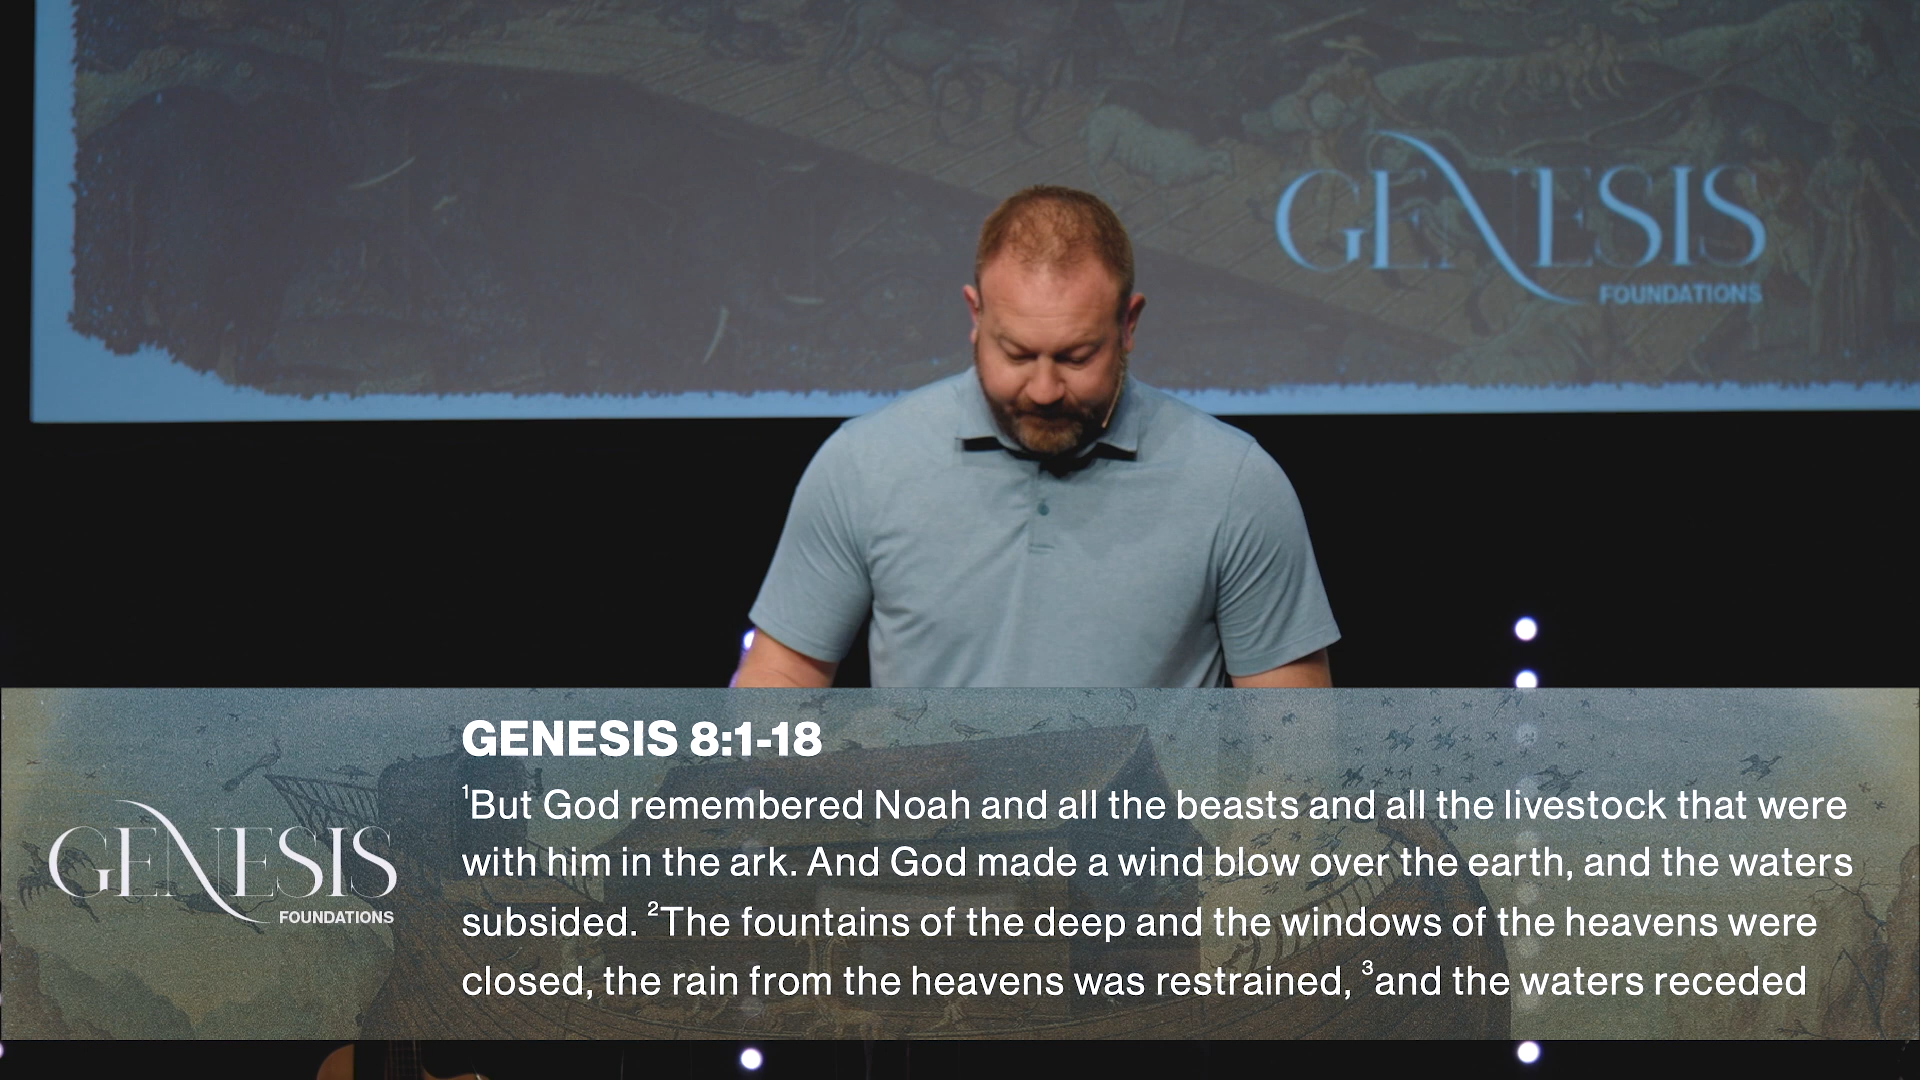 GENESIS
FOUNDATIONS
GENESIS 8:1-18
¹But God remembered Noah and all the beasts and all the livestock that were
with him in the ark. And God made a wind blow over the earth, and the waters
subsided. ²The fountains of the deep and the windows of the heavens were
closed, the rain from the heavens was restrained, ³and the waters receded
GENESIS
FOUNDATIONS